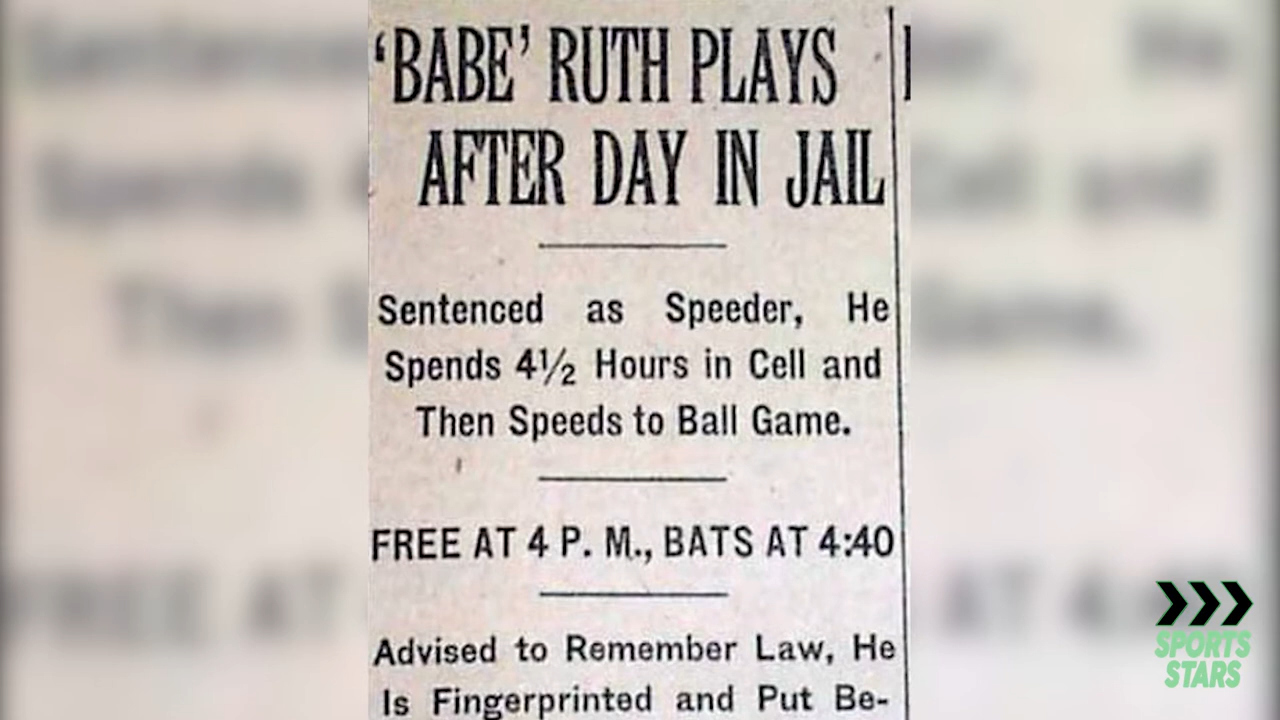 ‘BABE’ RUTH PLAYS
AFTER DAY IN JAIL
Sentenced as Speeder, He
Spends 4½ Hours in Cell and
Then Speeds to Ball Game.
FREE AT 4 P. M., BATS AT 4:40
Advised to Remember Law, He
Is Fingerprinted and Put Be-
SPORTS
STARS